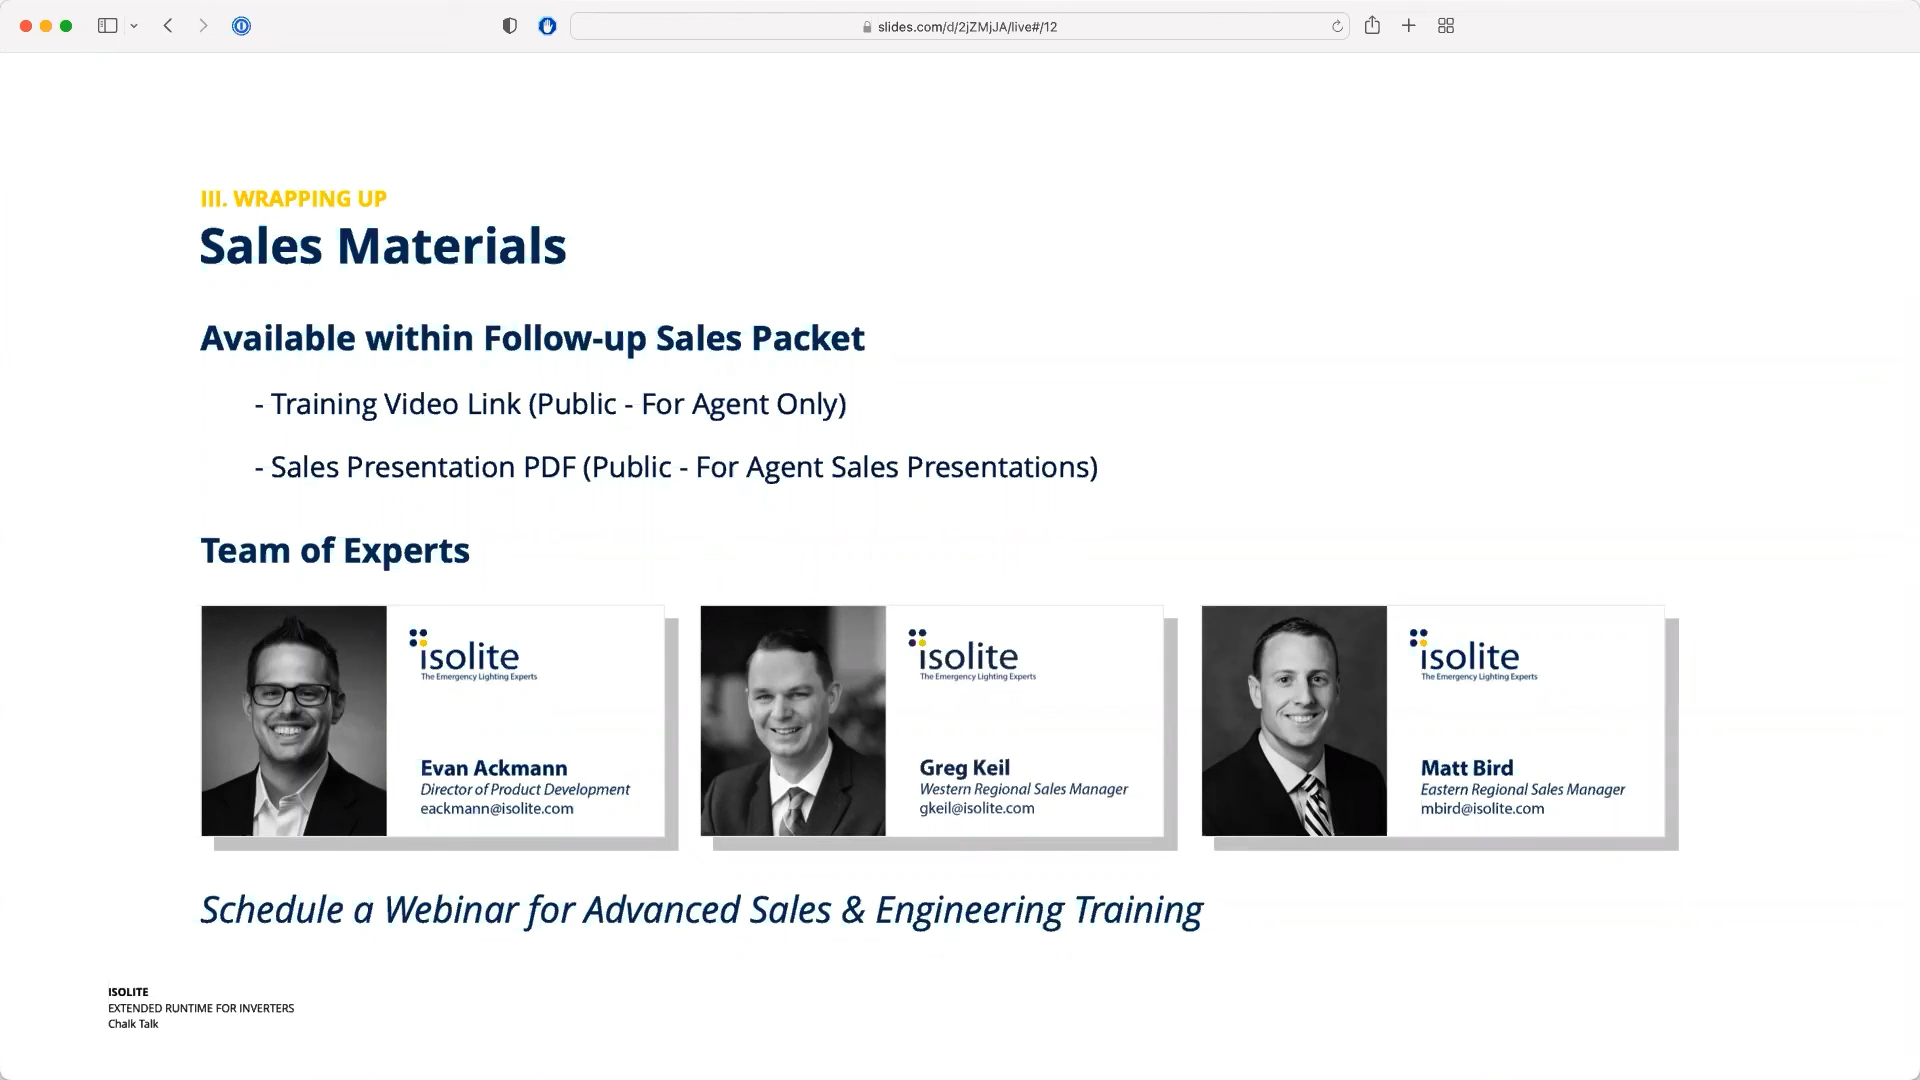 slides.com/d/2jZMjJA/live#/12
III. WRAPPING UP
Sales Materials
Available within Follow-up Sales Packet
- Training Video Link (Public - For Agent Only)
- Sales Presentation PDF (Public - For Agent Sales Presentations)
Team of Experts
isolite
The Emergency Lighting Experts
Evan Ackmann
Director of Product Development
eackmann@isolite.com
isolite
The Emergency Lighting Experts
Greg Keil
Western Regional Sales Manager
gkeil@isolite.com
isolite
The Emergency Lighting Experts
Matt Bird
Eastern Regional Sales Manager
mbird@isolite.com
Schedule a Webinar for Advanced Sales & Engineering Training
ISOLITE
EXTENDED RUNTIME FOR INVERTERS
Chalk Talk